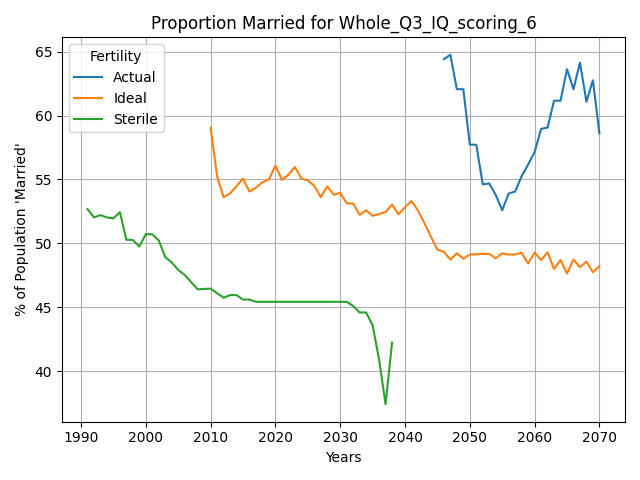 Proportion Married for Whole_Q3_IQ_scoring_6
% of Population 'Married'
65
60
55
50
45
40
Fertility
Actual
Ideal
Sterile
1990 2000 2010 2020 2030 2040 2050 2060 2070
Years